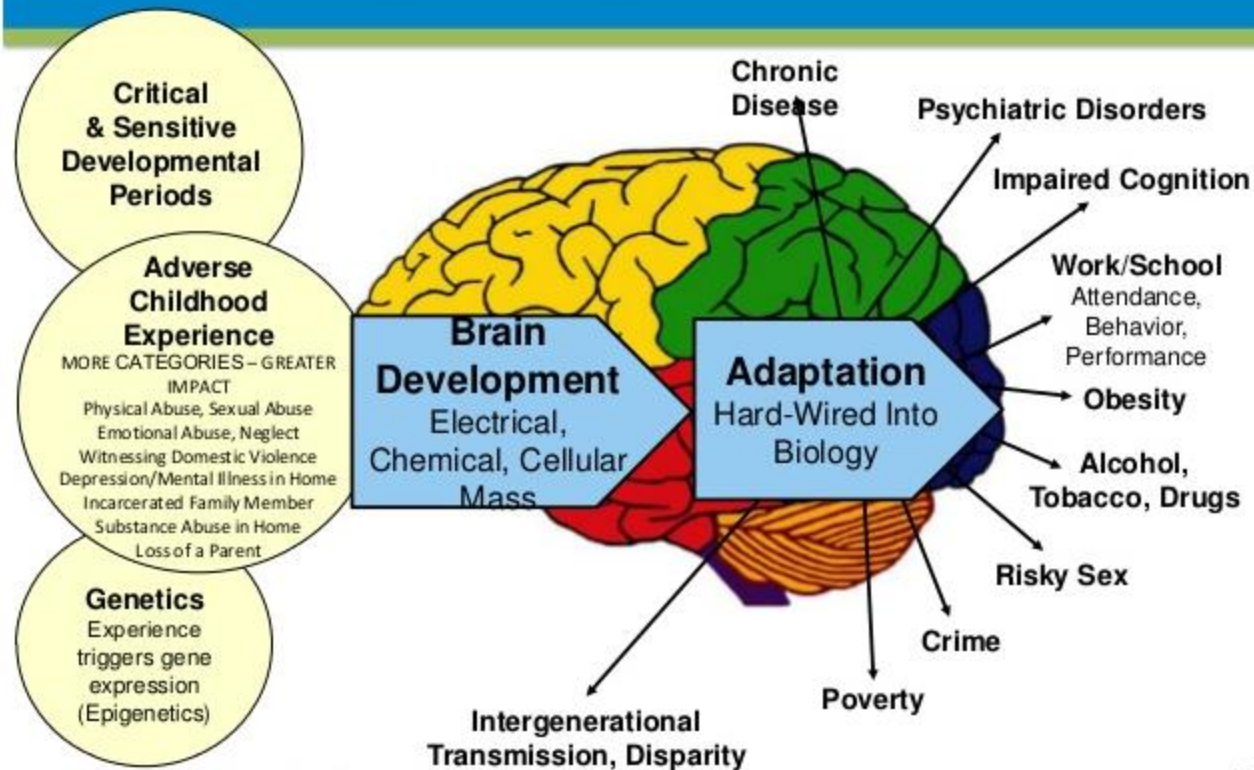 Critical
& Sensitive
Developmental
Periods
Adverse
Childhood
Experience
MORE CATEGORIES – GREATER
IMPACT
Physical Abuse, Sexual Abuse
Emotional Abuse, Neglect
Witnessing Domestic Violence
Depression/Mental Illness in Home
Incarcerated Family Member
Substance Abuse in Home
Loss of a Parent
Genetics
Experience
triggers gene
expression
(Epigenetics)
Brain
Development
Electrical,
Chemical, Cellular
Mass
Adaptation
Hard-Wired Into
Biology
Chronic
Disease
Psychiatric Disorders
Impaired Cognition
Work/School
Attendance,
Behavior,
Performance
Obesity
Alcohol,
Tobacco, Drugs
Risky Sex
Crime
Poverty
Intergenerational
Transmission, Disparity